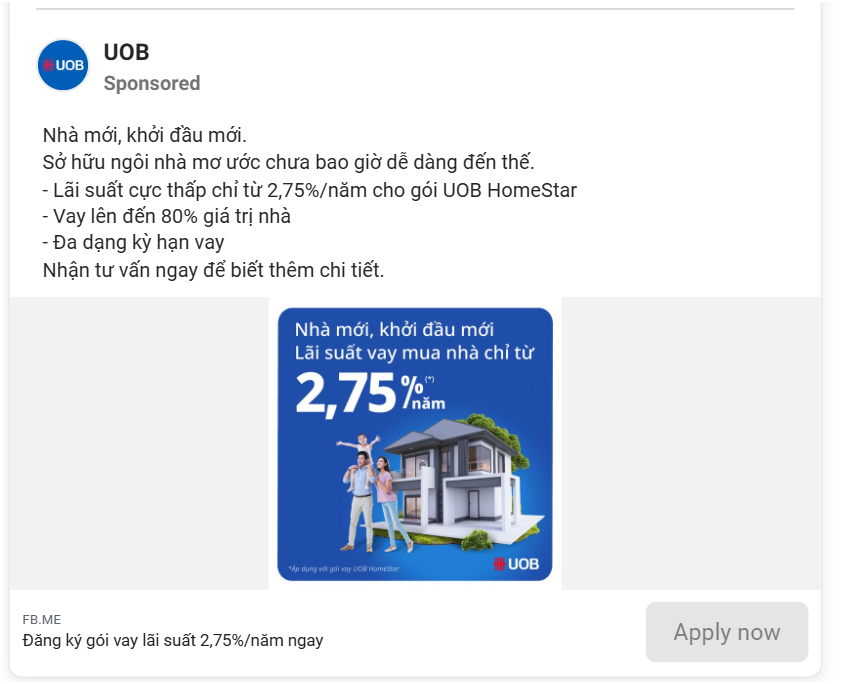 UOB
UOB
Sponsored
Nhà mới, khởi đầu mới.
Sở hữu ngôi nhà mơ ước chưa bao giờ dễ dàng đến thế.
- Lãi suất cực thấp chỉ từ 2,75%/năm cho gói UOB HomeStar
- Vay lên đến 80% giá trị nhà
- Đa dạng kỳ hạn vay
Nhận tư vấn ngay để biết thêm chi tiết.
Nhà mới, khởi đầu mới
Lãi suất vay mua nhà chỉ từ
2,75%/năm(*)
*Áp dụng với gói vay UOB HomeStar
UOB
FB.ME
Đăng ký gói vay lãi suất 2,75%/năm ngay
Apply now